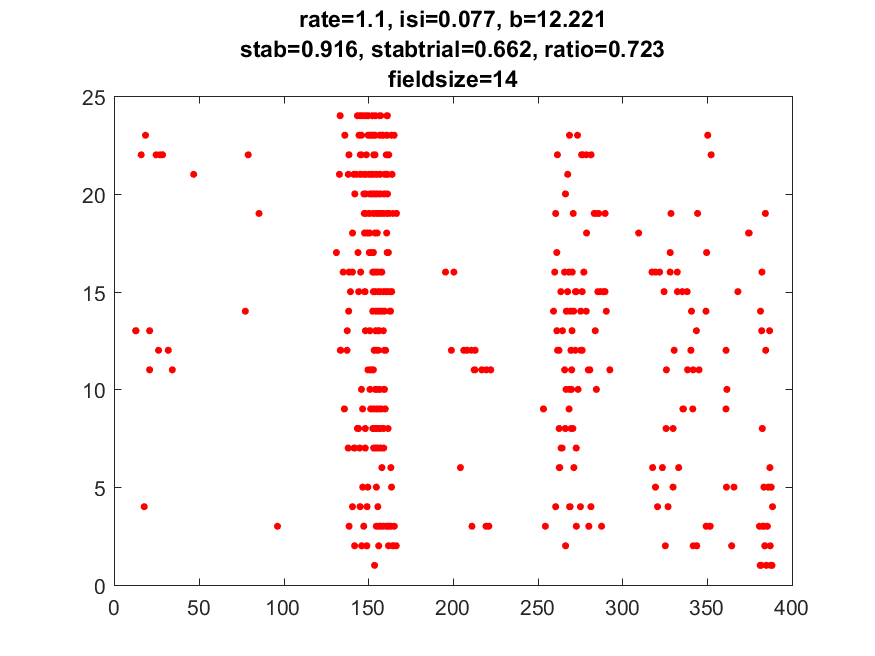 rate=1.1, isi=0.077, b=12.221
stab=0.916, stabtrial=0.662, ratio=0.723
fieldsize=14
25
20
15
10
5
0
0 50 100 150 200 250 300 350 400